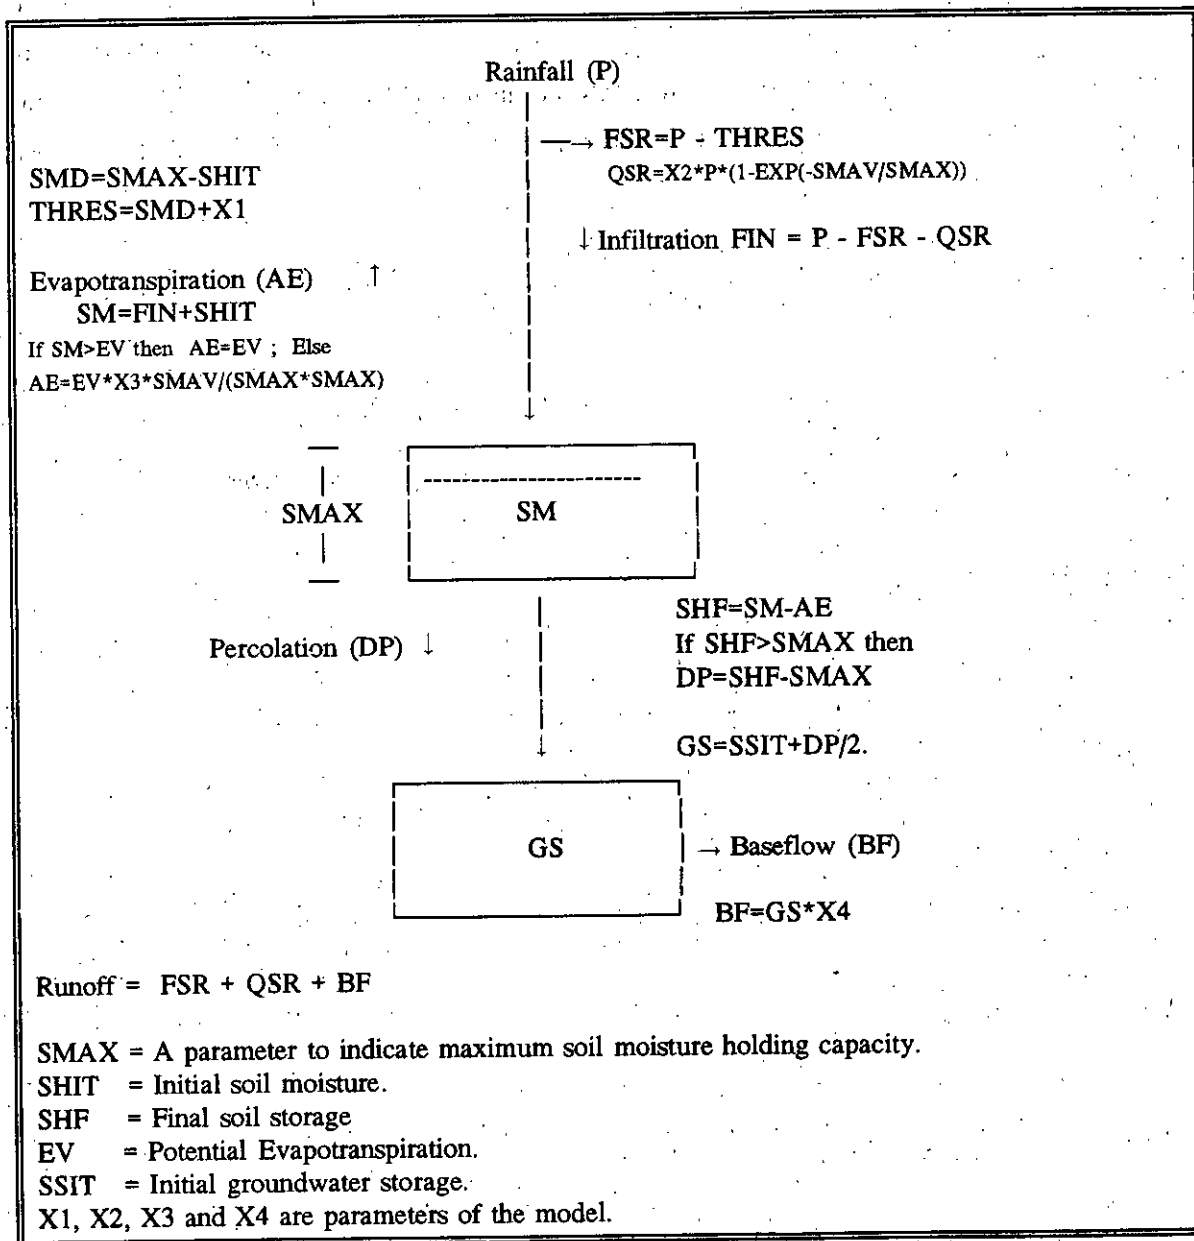 Rainfall (P)
→ FSR=P - THRES
QSR=X2*P*(1-EXP(-SMAV/SMAX))
SMD=SMAX-SHIT
THRES=SMD+X1
↓ Infiltration FIN = P - FSR - QSR
Evapotranspiration (AE) ↑
SM=FIN+SHIT
If SM>EV then AE=EV ; Else
AE=EV*X3*SMAV/(SMAX*SMAX)
SMAX
SM
SHF=SM-AE
If SHF>SMAX then
DP=SHF-SMAX
Percolation (DP) ↓
GS=SSIT+DP/2.
GS
→ Baseflow (BF)
BF=GS*X4
Runoff = FSR + QSR + BF
SMAX = A parameter to indicate maximum soil moisture holding capacity.
SHIT = Initial soil moisture.
SHF = Final soil storage
EV = Potential Evapotranspiration.
SSIT = Initial groundwater storage.
X1, X2, X3 and X4 are parameters of the model.